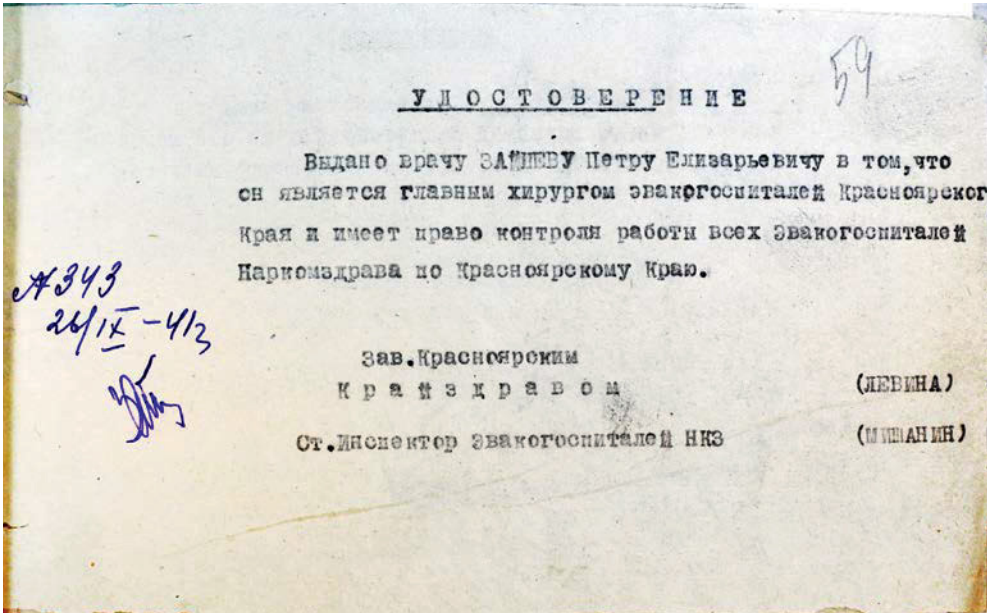 59
УДОСТОВЕРЕНИЕ
Выдано врачу ЗАЙЦЕВУ Петру Елизарьевичу в том,что
он является главным хирургом эвакогоспиталей Красноярског
Края и имеет право контроля работы всех Эвакогоспиталей
Наркомздрава по Красноярскому Краю.
№343
26/IX-41г
Зав.Красноярским
Крайздравом (ЛЕВИНА)
Ст.Инспектор Эвакогоспиталей НКЗ (МИШАНИН)